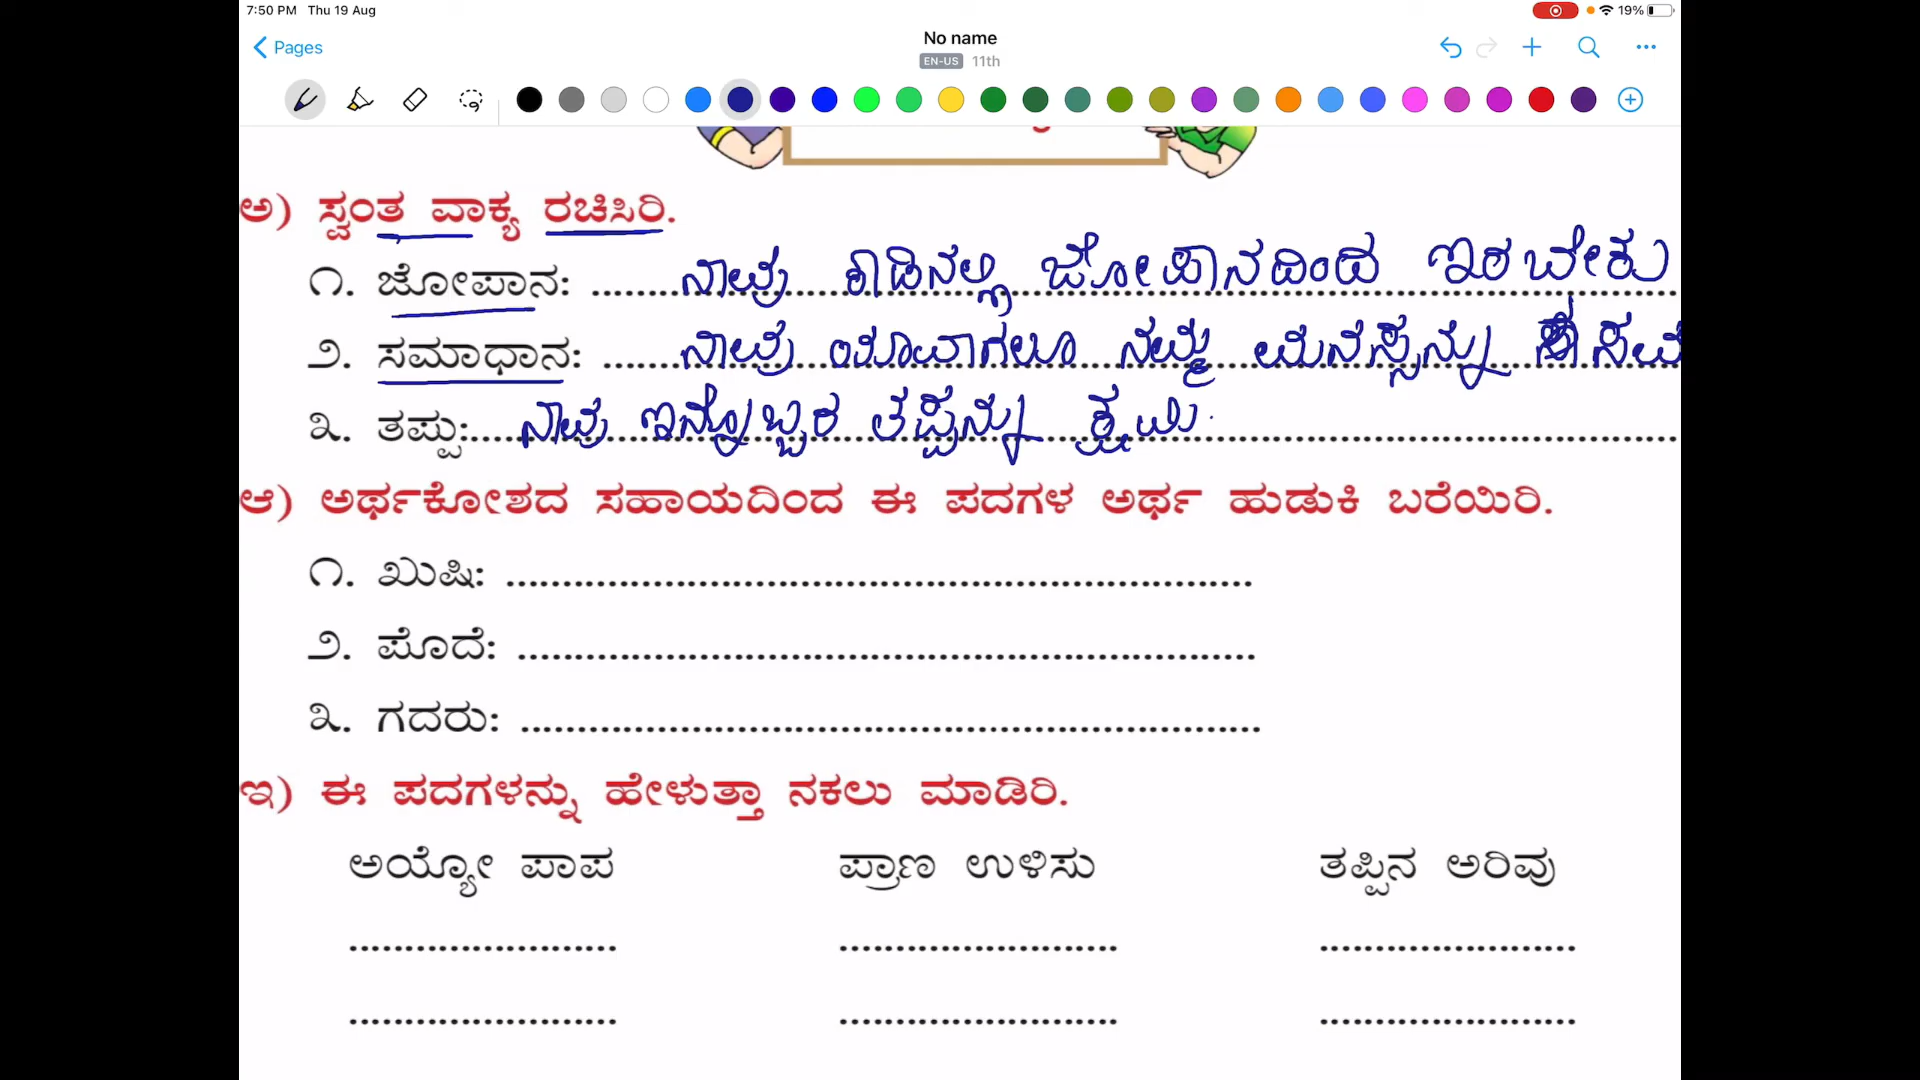 7:50 PM Thu 19 Aug 19%
Pages No name
EN-US 11th
ಅ) ಸ್ವಂತ ವಾಕ್ಯ ರಚಿಸಿರಿ.
೧. ಜೋಪಾನ: ನಾವು ಕಾಡಿನಲ್ಲಿ ಜೋಪಾನದಿಂದ ಇರಬೇಕು
೨. ಸಮಾಧಾನ: ನಾವು ಯಾವಾಗಲೂ ನಮ್ಮ ಮನಸ್ಸನ್ನು
೩. ತಪ್ಪು: ನಾವು ಇನ್ನೊಬ್ಬರ ತಪ್ಪನ್ನು ಕ್ಷಮಿ
ಆ) ಅರ್ಥಕೋಶದ ಸಹಾಯದಿಂದ ಈ ಪದಗಳ ಅರ್ಥ ಹುಡುಕಿ ಬರೆಯಿರಿ.
೧. ಖುಷಿ:
೨. ಪೊದೆ:
೩. ಗದರು:
ಇ) ಈ ಪದಗಳನ್ನು ಹೇಳುತ್ತಾ ನಕಲು ಮಾಡಿರಿ.
ಅಯ್ಯೋ ಪಾಪ ಪ್ರಾಣ ಉಳಿಸು ತಪ್ಪಿನ ಅರಿವು